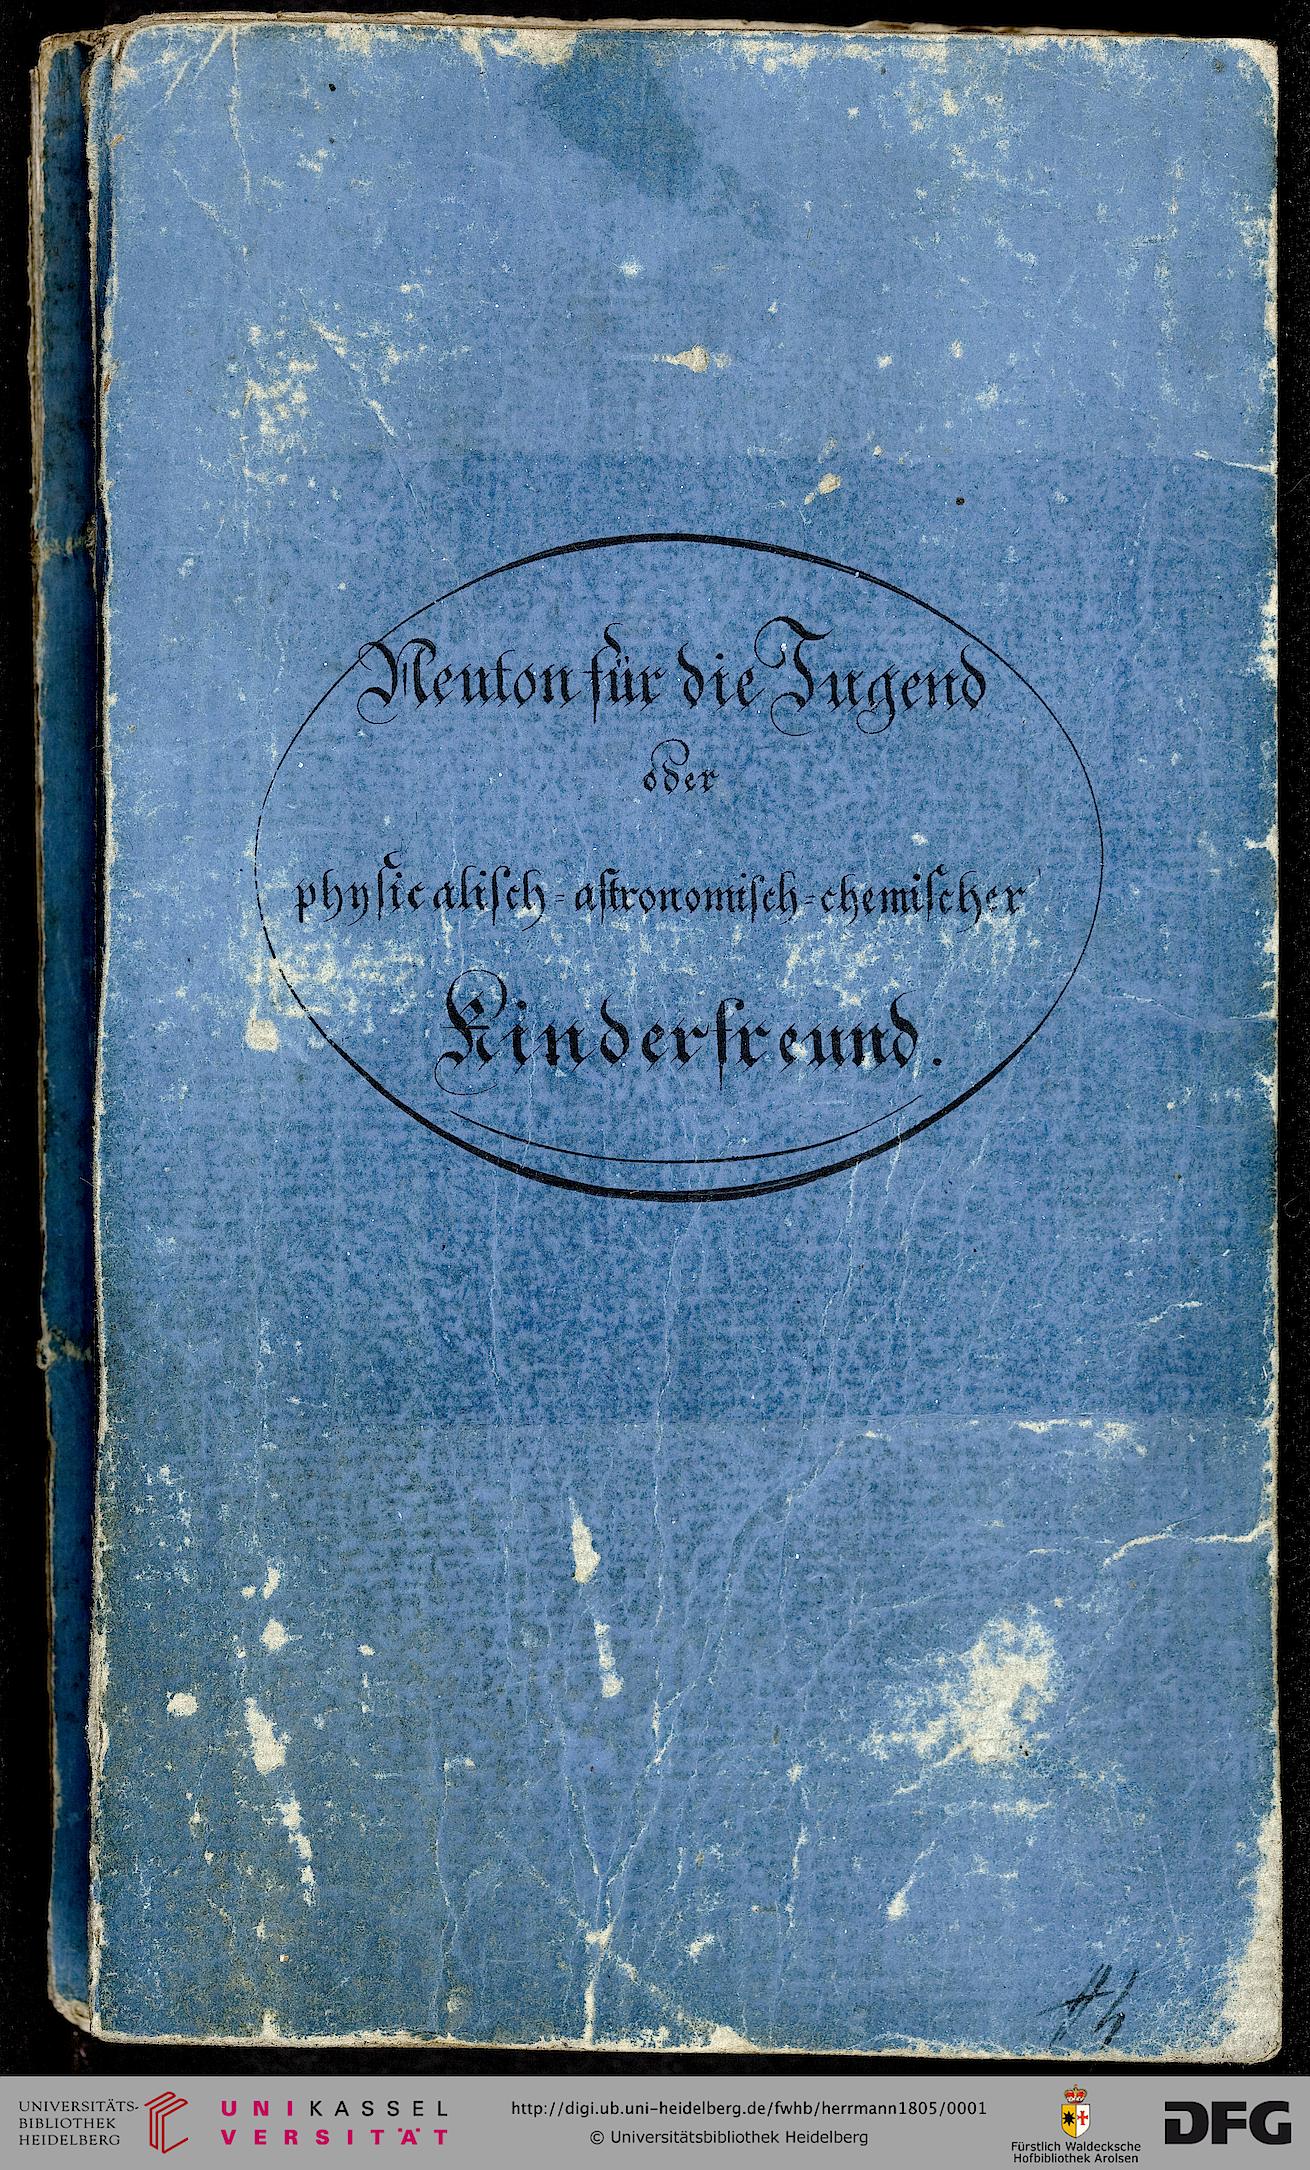 Neuton für die Jugend
oder
physicalisch=astronomisch=chemischer
Kinderfreund.
UNIVERSITÄTS-
BIBLIOTHEK
HEIDELBERG
UNIKASSEL
VERSITÄT
http://digi.ub.uni-heidelberg.de/fwhb/herrmann1805/0001
© Universitätsbibliothek Heidelberg
Fürstlich Waldecksche
Hofbibliothek Arolsen
DFG